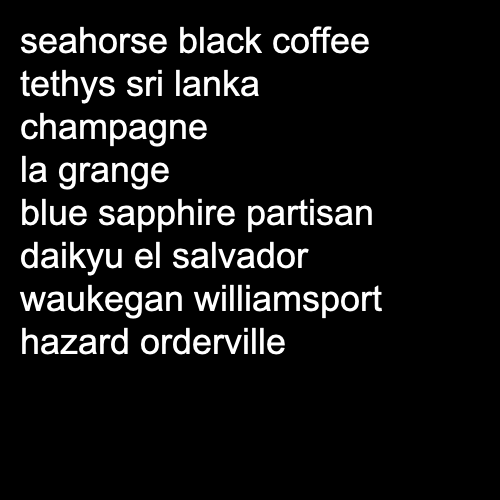 seahorse black coffee
tethys sri lanka
champagne
la grange
blue sapphire partisan
daikyu el salvador
waukegan williamsport
hazard orderville